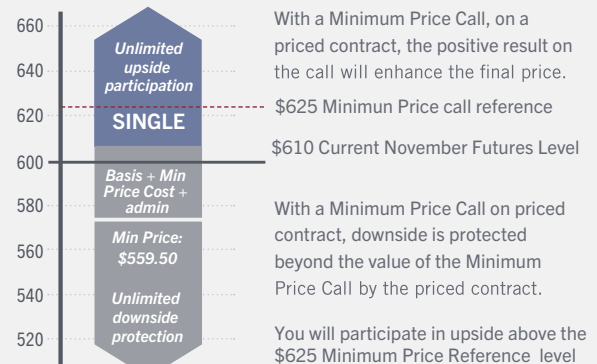 660
640
620
600
580
560
540
520
Unlimited
upside
participation
SINGLE
Basis + Min
Price Cost +
admin
Min Price:
$559.50
Unlimited
downside
protection
With a Minimum Price Call, on a
priced contract, the positive result on
the call will enhance the final price.
$625 Minimun Price call reference
$610 Current November Futures Level
With a Minimum Price Call on priced
contract, downside is protected
beyond the value of the Minimum
Price Call by the priced contract.
You will participate in upside above the
$625 Minimum Price Reference level